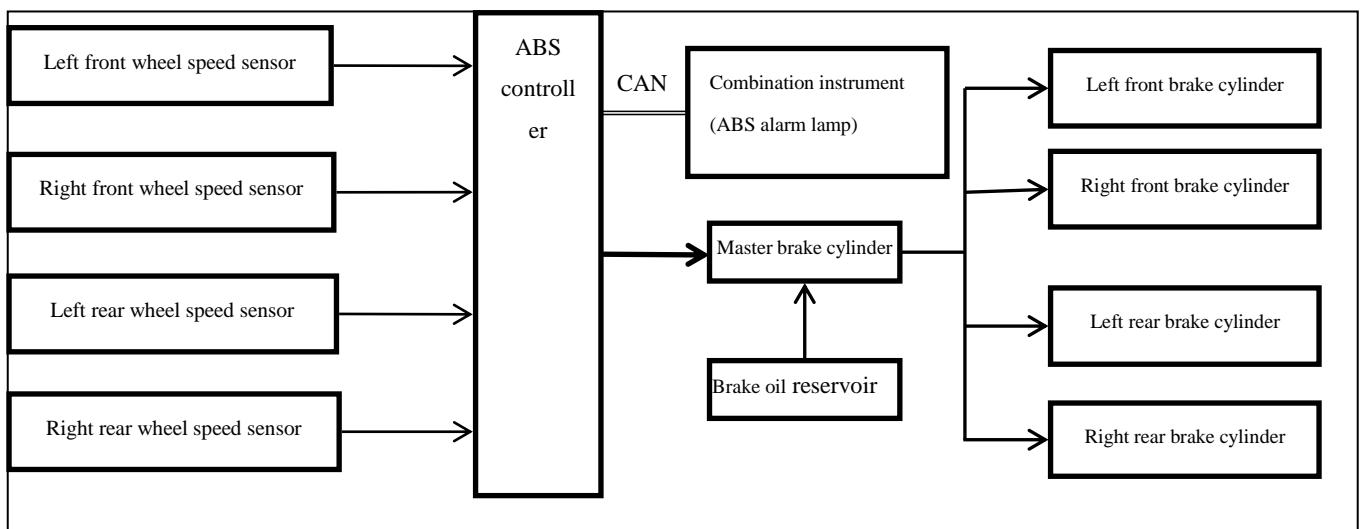 Left front wheel speed sensor
Right front wheel speed sensor
Left rear wheel speed sensor
Right rear wheel speed sensor
ABS
controll
er
CAN
Combination instrument
(ABS alarm lamp)
Master brake cylinder
Brake oil reservoir
Left front brake cylinder
Right front brake cylinder
Left rear brake cylinder
Right rear brake cylinder